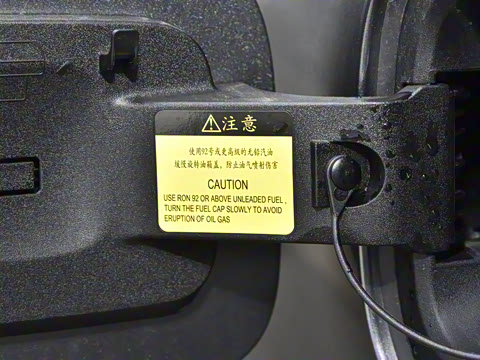 ⚠注意
使用92号或更高级的无铅汽油
缓慢旋转油箱盖，防止油气喷射伤害
CAUTION
USE RON 92 OR ABOVE UNLEADED FUEL ,
TURN THE FUEL CAP SLOWLY TO AVOID
ERUPTION OF OIL GAS